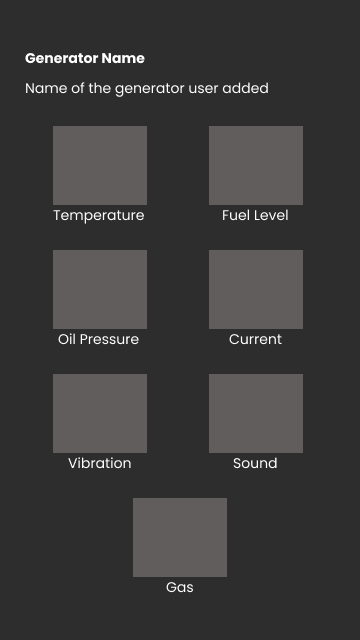 Generator Name
Name of the generator user added
Temperature
Fuel Level
Oil Pressure
Current
Vibration
Sound
Gas